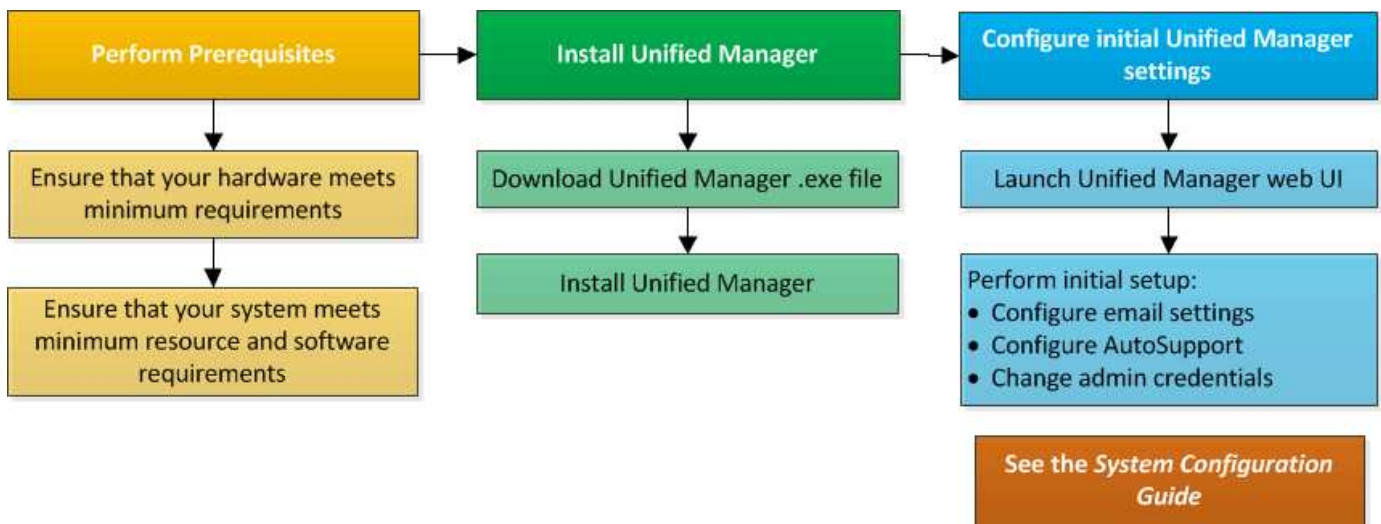 Perform Prerequisites
Install Unified Manager
Configure initial Unified Manager
settings
Ensure that your hardware meets
minimum requirements
Ensure that your system meets
minimum resource and software
requirements
Download Unified Manager .exe file
Install Unified Manager
Launch Unified Manager web UI
Perform initial setup:
• Configure email settings
• Configure AutoSupport
• Change admin credentials
See the System Configuration
Guide